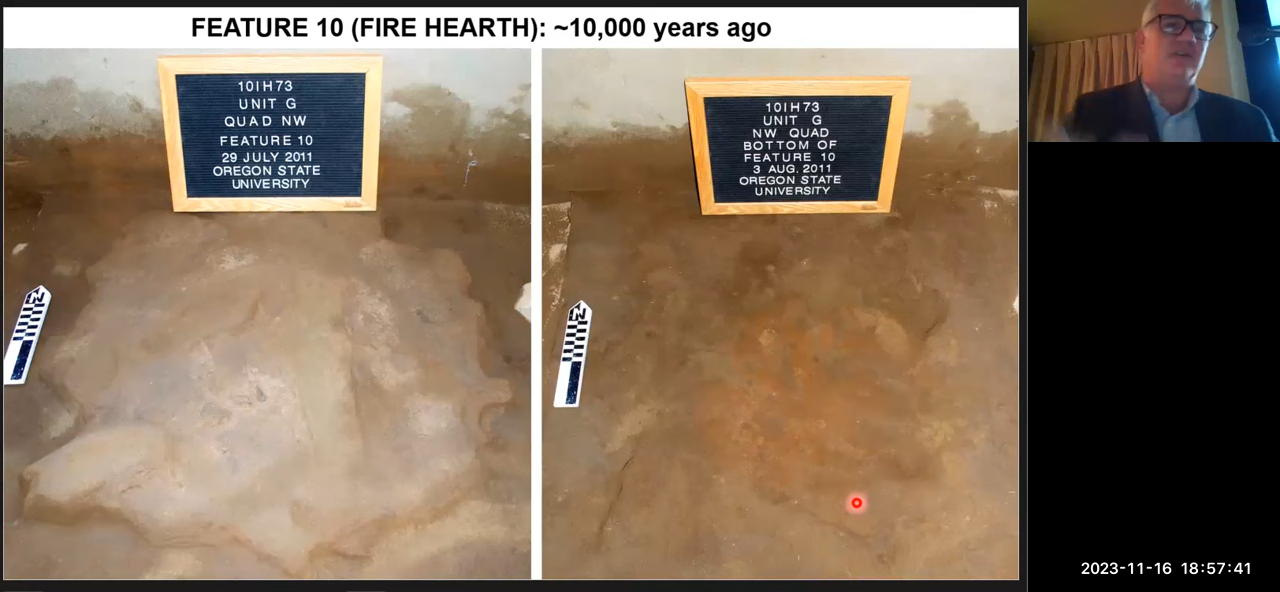 FEATURE 10 (FIRE HEARTH): ~10,000 years ago
10IH73
UNIT G
QUAD NW
FEATURE 10
29 JULY 2011
OREGON STATE
UNIVERSITY
10IH73
UNIT G
NW QUAD
BOTTOM OF
FEATURE 10
3 AUG. 2011
OREGON STATE
UNIVERSITY
N
N
2023-11-16 18:57:41